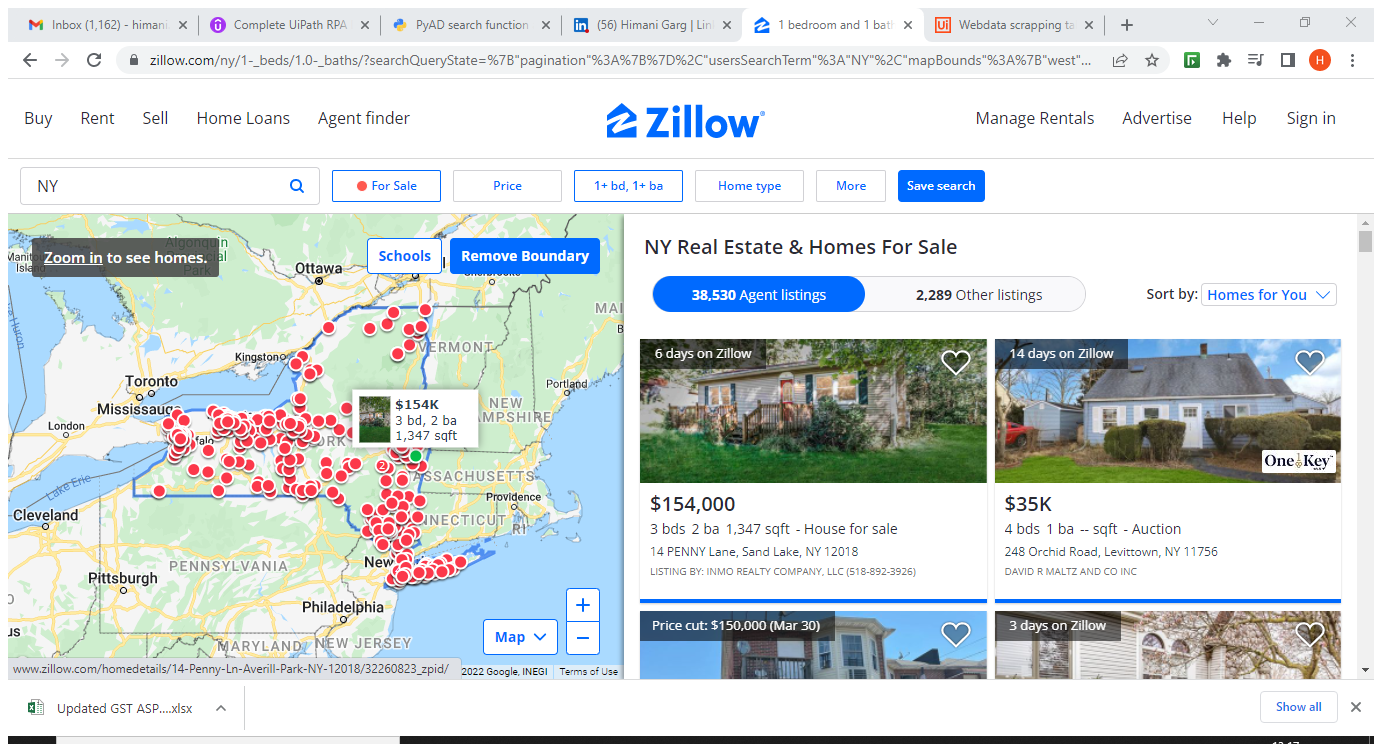 Inbox (1,162) - himani
Complete UiPath RPA
PyAD search function
(56) Himani Garg | Lin
1 bedroom and 1 bath
Webdata scrapping ta
zillow.com/ny/1-_beds/1.0-_baths/?searchQueryState=%7B"pagination"%3A%7B%7D%2C"usersSearchTerm"%3A"NY"%2C"mapBounds"%3A%7B"west"...
H
Buy Rent Sell Home Loans Agent finder
Zillow
Manage Rentals Advertise Help Sign in
NY
For Sale
Price
1+ bd, 1+ ba
Home type
More
Save search
Algonquin
Manitoulin
Island
Zoom in to see homes.
Schools
Remove Boundary
Ottawa
Sherbrooke
MAI
VERMONT
Kingston
Toronto
Mississauga
London
Portland
NEW
HAMPSHIRE
$154K
3 bd, 2 ba
1,347 sqft
2
MASSACHUSETTS
Lake Erie
Providence
CONNECTICUT
RI
Cleveland
New
PENNSYLVANIA
Pittsburgh
Philadelphia
MARYLAND
NEW JERSEY
Map
+
−
www.zillow.com/homedetails/14-Penny-Ln-Averill-Park-NY-12018/32260823_zpid/
2022 Google, INEGI
Terms of Use
NY Real Estate & Homes For Sale
38,530 Agent listings
2,289 Other listings
Sort by: Homes for You
6 days on Zillow
$154,000
3 bds 2 ba 1,347 sqft - House for sale
14 PENNY Lane, Sand Lake, NY 12018
LISTING BY: INMO REALTY COMPANY, LLC (518-892-3926)
14 days on Zillow
OneKey
$35K
4 bds 1 ba -- sqft - Auction
248 Orchid Road, Levittown, NY 11756
DAVID R MALTZ AND CO INC
Price cut: $150,000 (Mar 30)
3 days on Zillow
Updated GST ASP....xlsx
Show all